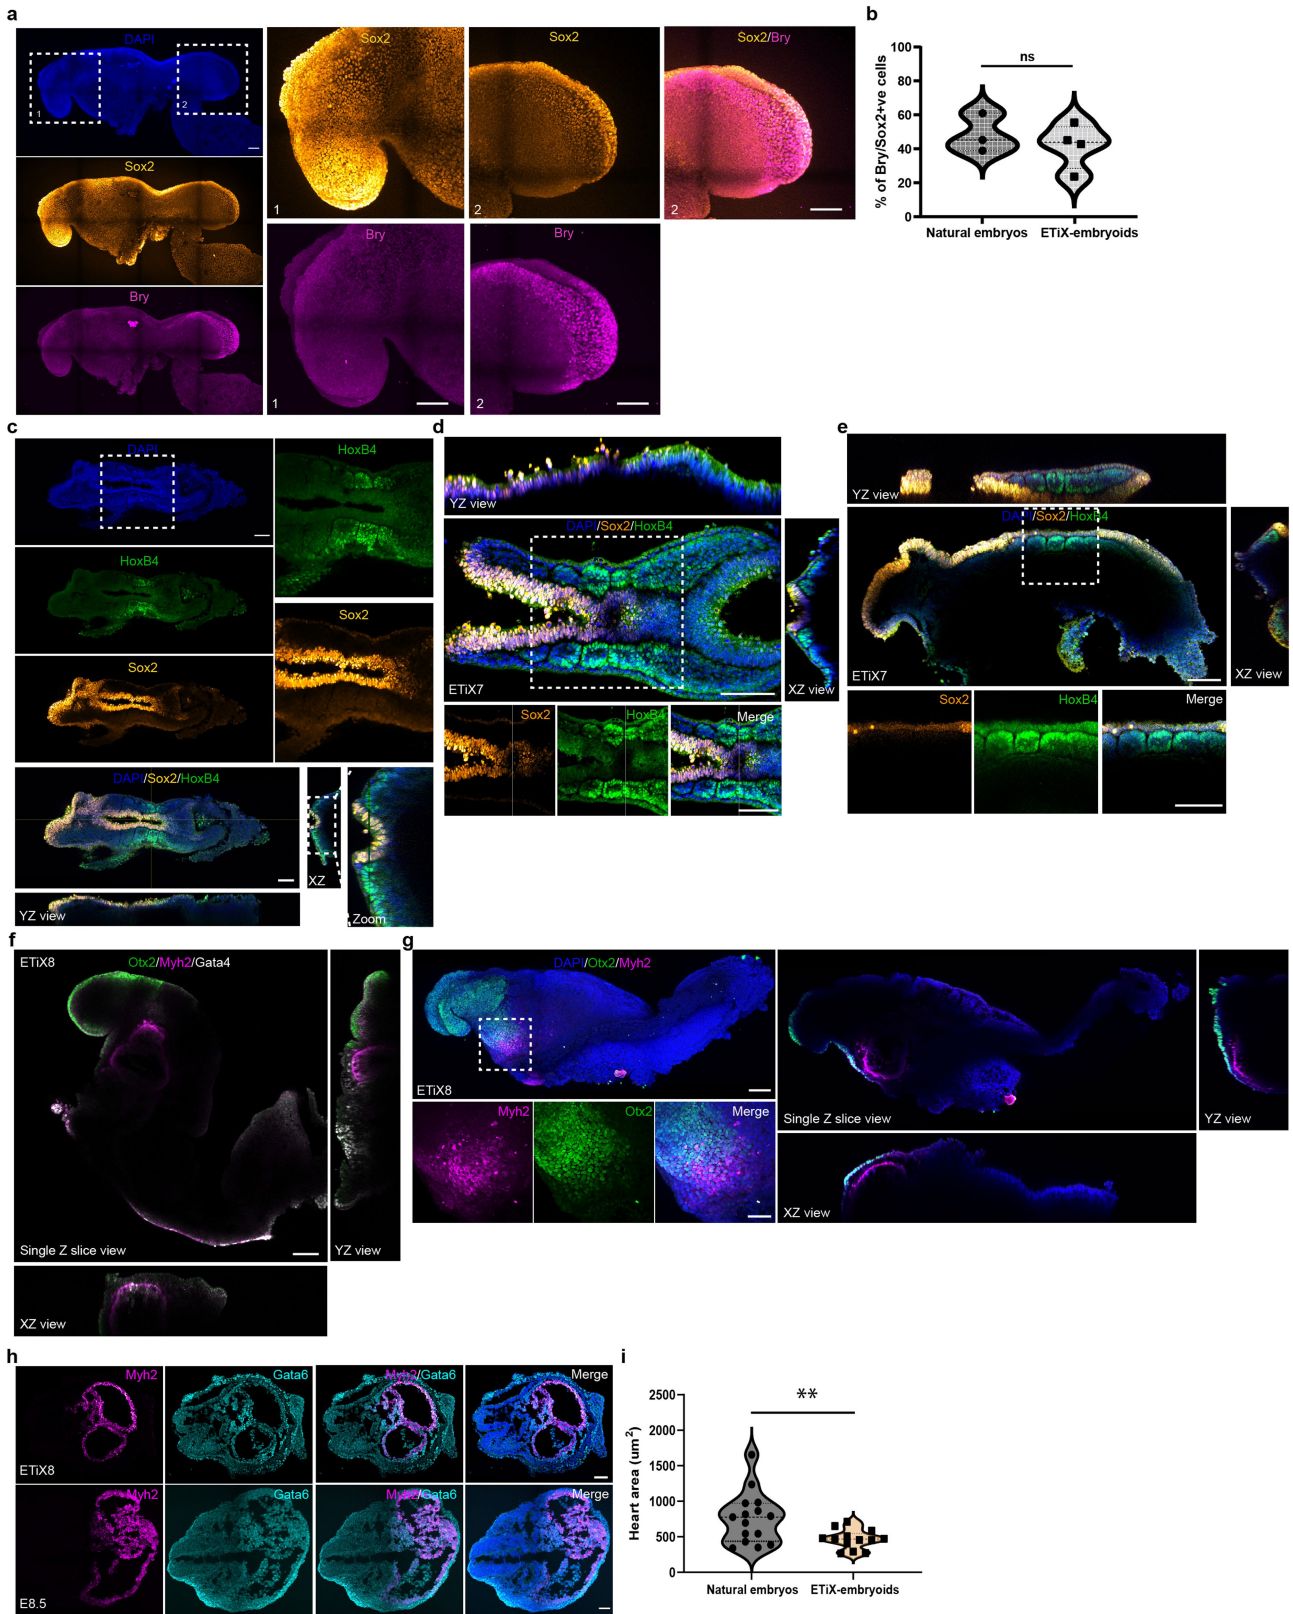 a
DAPI
1
2
Sox2
Bry
Sox2
1
Sox2
2
Sox2/Bry
2
Bry
1
Bry
2
b
ns
% of Bry/Sox2+ve cells
100
80
60
40
20
0
Natural embryos
ETiX-embryoids
c
DAPI
HoxB4
Sox2
HoxB4
Sox2
DAPI/Sox2/HoxB4
YZ view
XZ
Zoom
d
YZ view
DAPI/Sox2/HoxB4
ETiX7
XZ view
Sox2
HoxB4
Merge
e
YZ view
DAPI/Sox2/HoxB4
ETiX7
XZ view
Sox2
HoxB4
Merge
f
ETiX8
Otx2/Myh2/Gata4
Single Z slice view
YZ view
XZ view
g
DAPI/Otx2/Myh2
ETiX8
Myh2
Otx2
Merge
Single Z slice view
YZ view
XZ view
h
Myh2
Gata6
Myh2/Gata6
Merge
ETiX8
Myh2
Gata6
Myh2/Gata6
Merge
E8.5
i
**
Heart area (um²)
2500
2000
1500
1000
500
0
Natural embryos
ETiX-embryoids